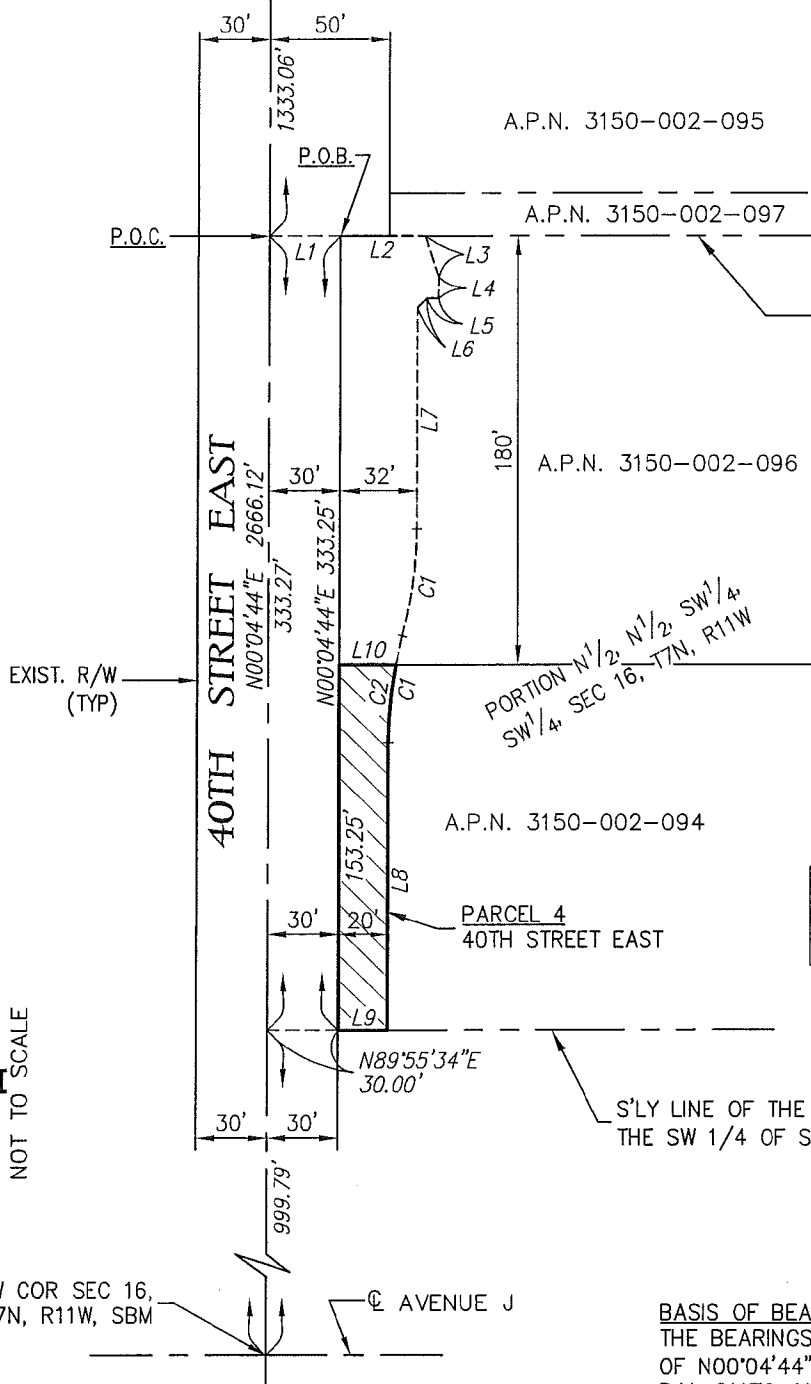 30'
50'
1333.06'
A.P.N. 3150-002-095
P.O.B.
A.P.N. 3150-002-097
P.O.C.
L1
L2
L3
L4
L5
L6
L7
180'
A.P.N. 3150-002-096
40TH STREET EAST
N00°04'44"E 2666.12'
333.27'
30'
32'
N00°04'44"E 333.25'
C1
L10
EXIST. R/W
(TYP)
C2
C1
PORTION N1/2, N1/2, SW1/4,
SW1/4, SEC 16, T7N, R11W
A.P.N. 3150-002-094
153.25'
L8
PARCEL 4
40TH STREET EAST
30'
20'
L9
N89°55'34"E
30.00'
NOT TO SCALE
S'LY LINE OF THE
THE SW 1/4 OF S
30'
30'
999.79'
COR SEC 16,
7N, R11W, SBM
℄ AVENUE J
BASIS OF BEA
THE BEARINGS
OF N00°04'44"